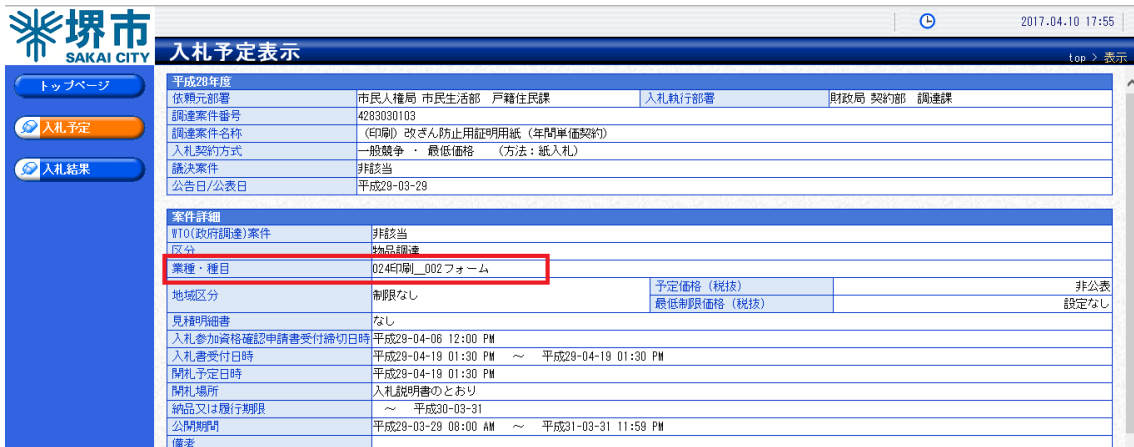 堺市
SAKAI CITY
2017.04.10 17:55
入札予定表示
top > 表示
トップページ
入札予定
入札結果
平成28年度
依頼元部署 市民人権局 市民生活部 戸籍住民課 入札執行部署 財政局 契約部 調達課
調達案件番号 4283030103
調達案件名称 (印刷) 改ざん防止用証明用紙 (年間単価契約)
入札契約方式 一般競争 ・ 最低価格 (方法:紙入札)
議決案件 非該当
公告日/公表日 平成29-03-29
案件詳細
WTO(政府調達)案件 非該当
区分 物品調達
業種・種目 024印刷__002フォーム
地域区分 制限なし 予定価格 (税抜) 非公表
最低制限価格 (税抜) 設定なし
見積明細書 なし
入札参加資格確認申請書受付締切日時 平成29-04-06 12:00 PM
入札書受付日時 平成29-04-19 01:30 PM ~ 平成29-04-19 01:30 PM
開札予定日時 平成29-04-19 01:30 PM
開札場所 入札説明書のとおり
納品又は履行期限 ~ 平成30-03-31
公開期間 平成29-03-29 08:00 AM ~ 平成31-03-31 11:59 PM
備考